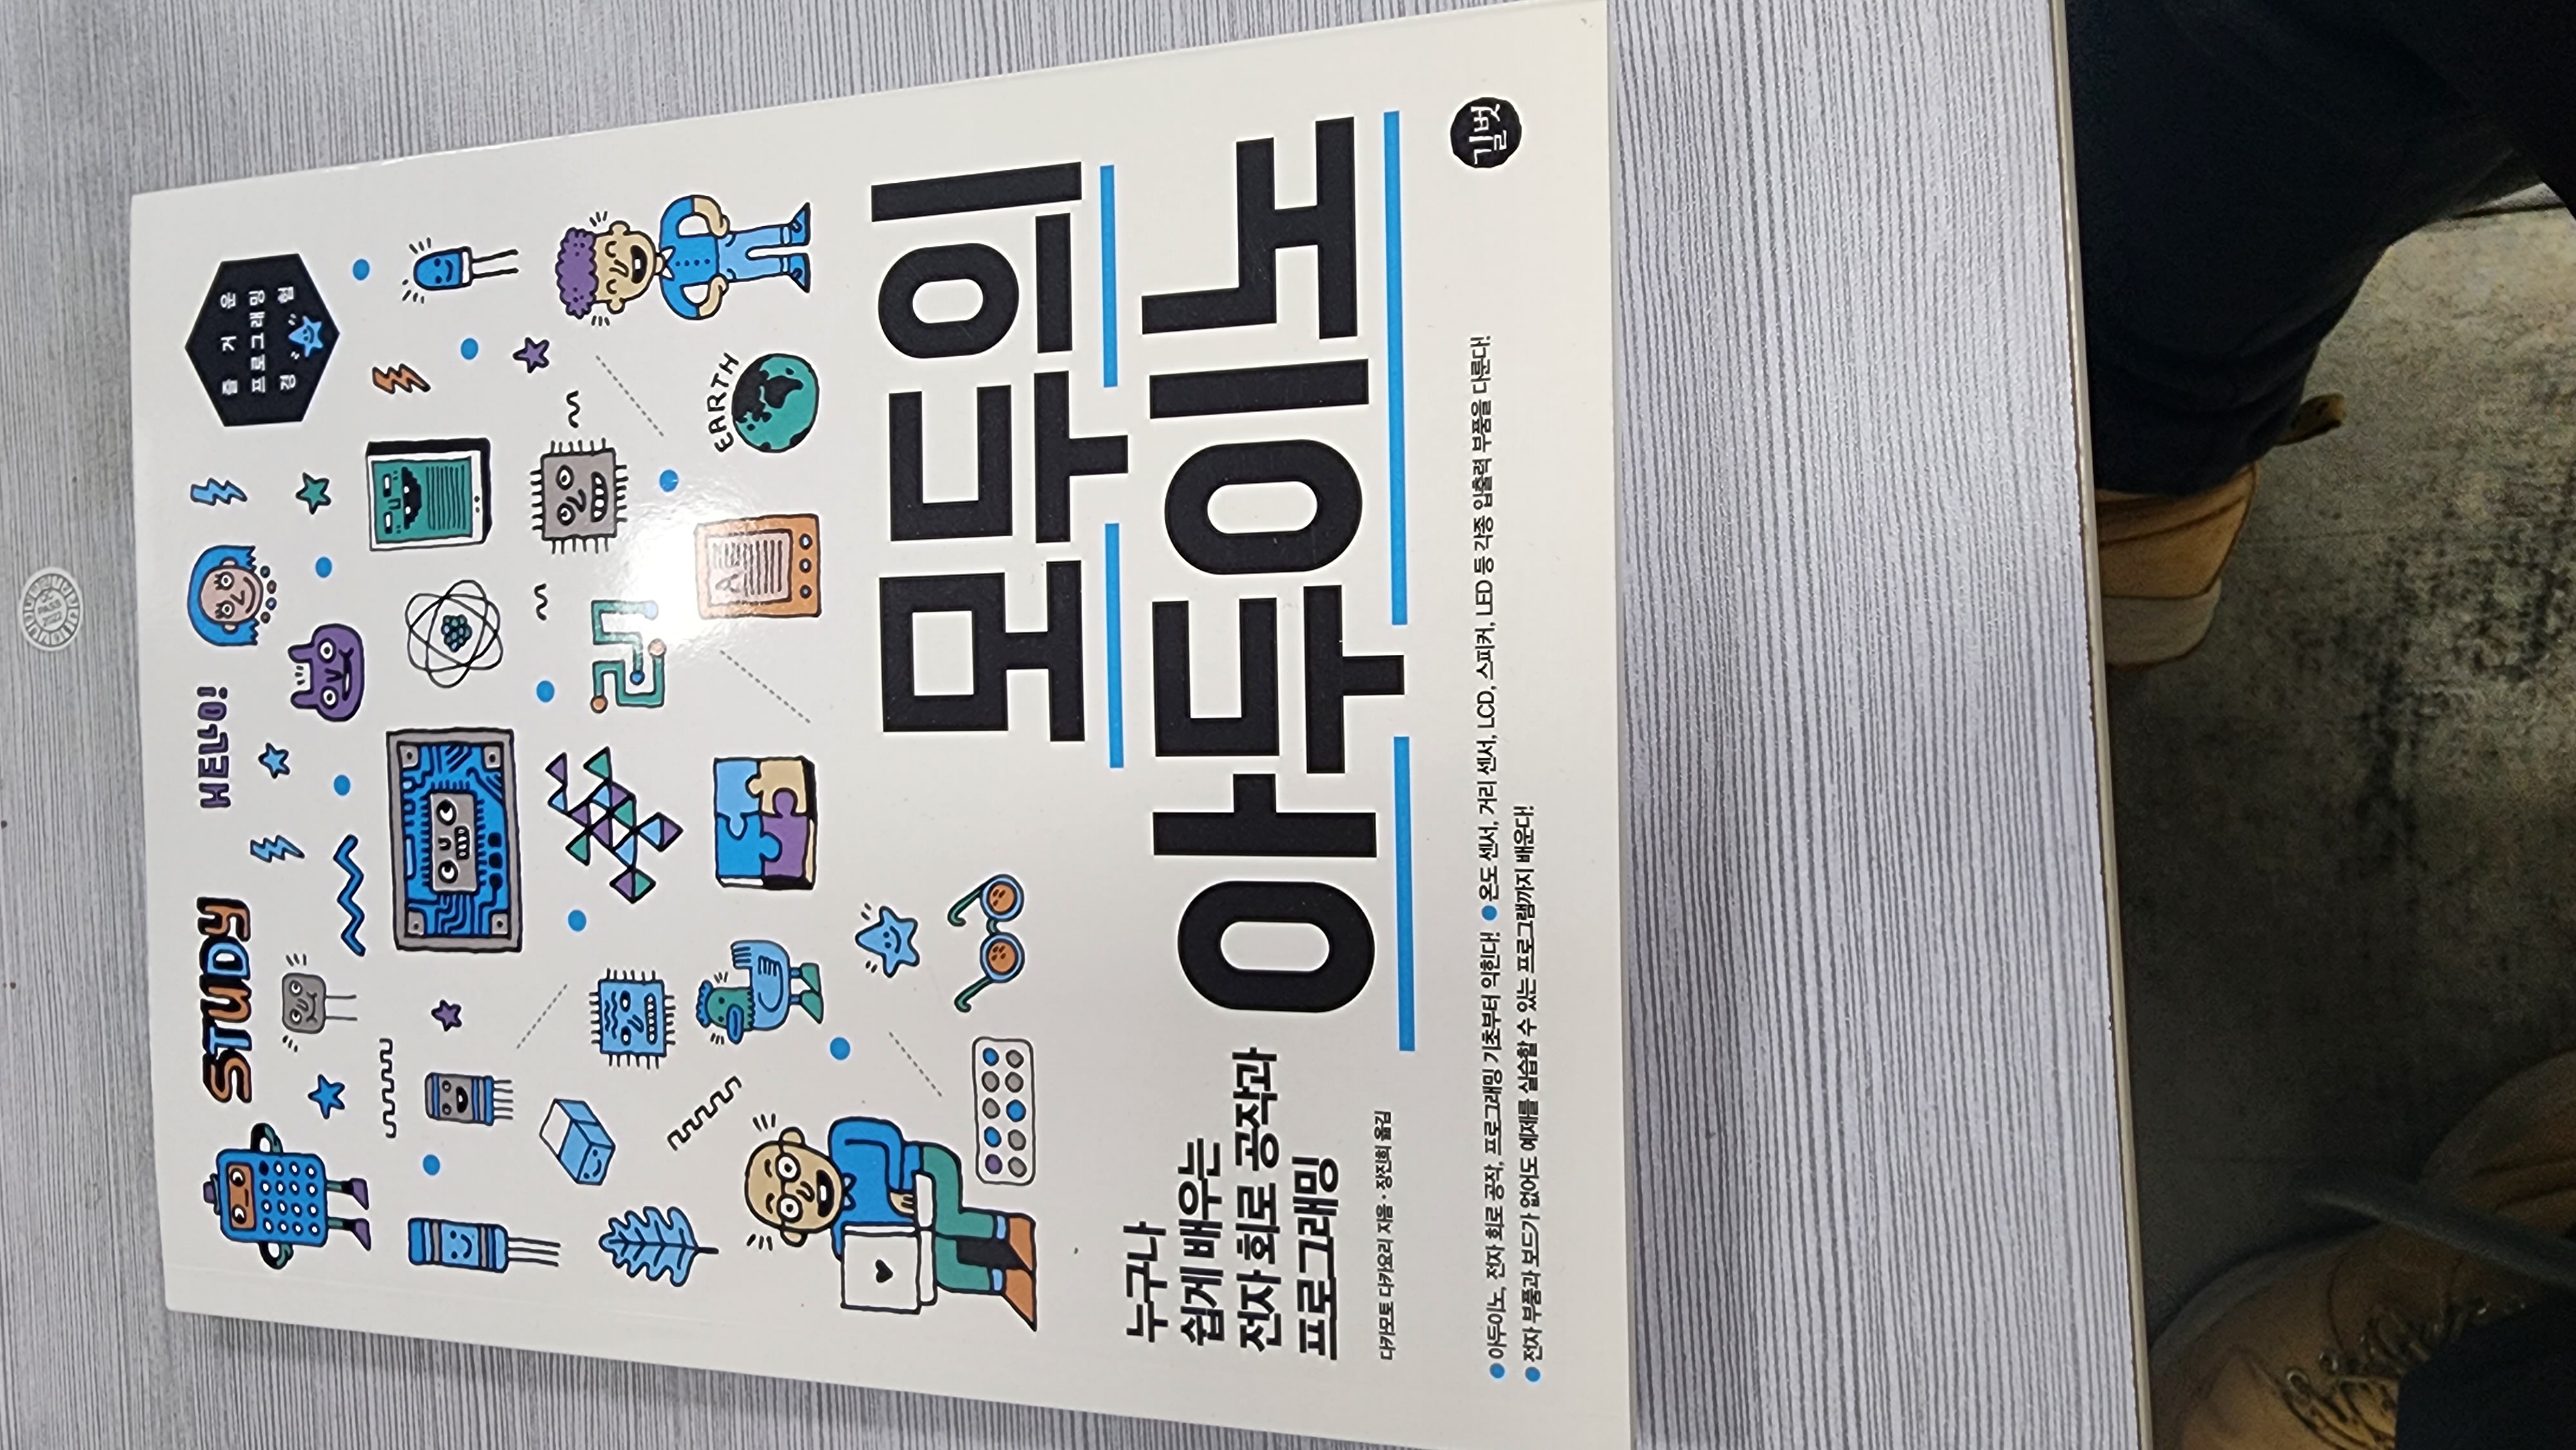 STUDY
HELLO!
즐거운
프로그래밍
경험
A
EARTH
모두의
아두이노
누구나
쉽게 배우는
전자 회로 공작과
프로그래밍
다카모토 다카요리 지음 · 장진희 옮김
● 아두이노, 전자 회로 공작, 프로그래밍 기초부터 익힌다! ● 온도 센서, 거리 센서, LCD, 스피커, LED 등 각종 입출력 부품을 다룬다!
● 전자 부품과 보드가 없어도 예제를 실습할 수 있는 프로그램까지 배운다!
길벗